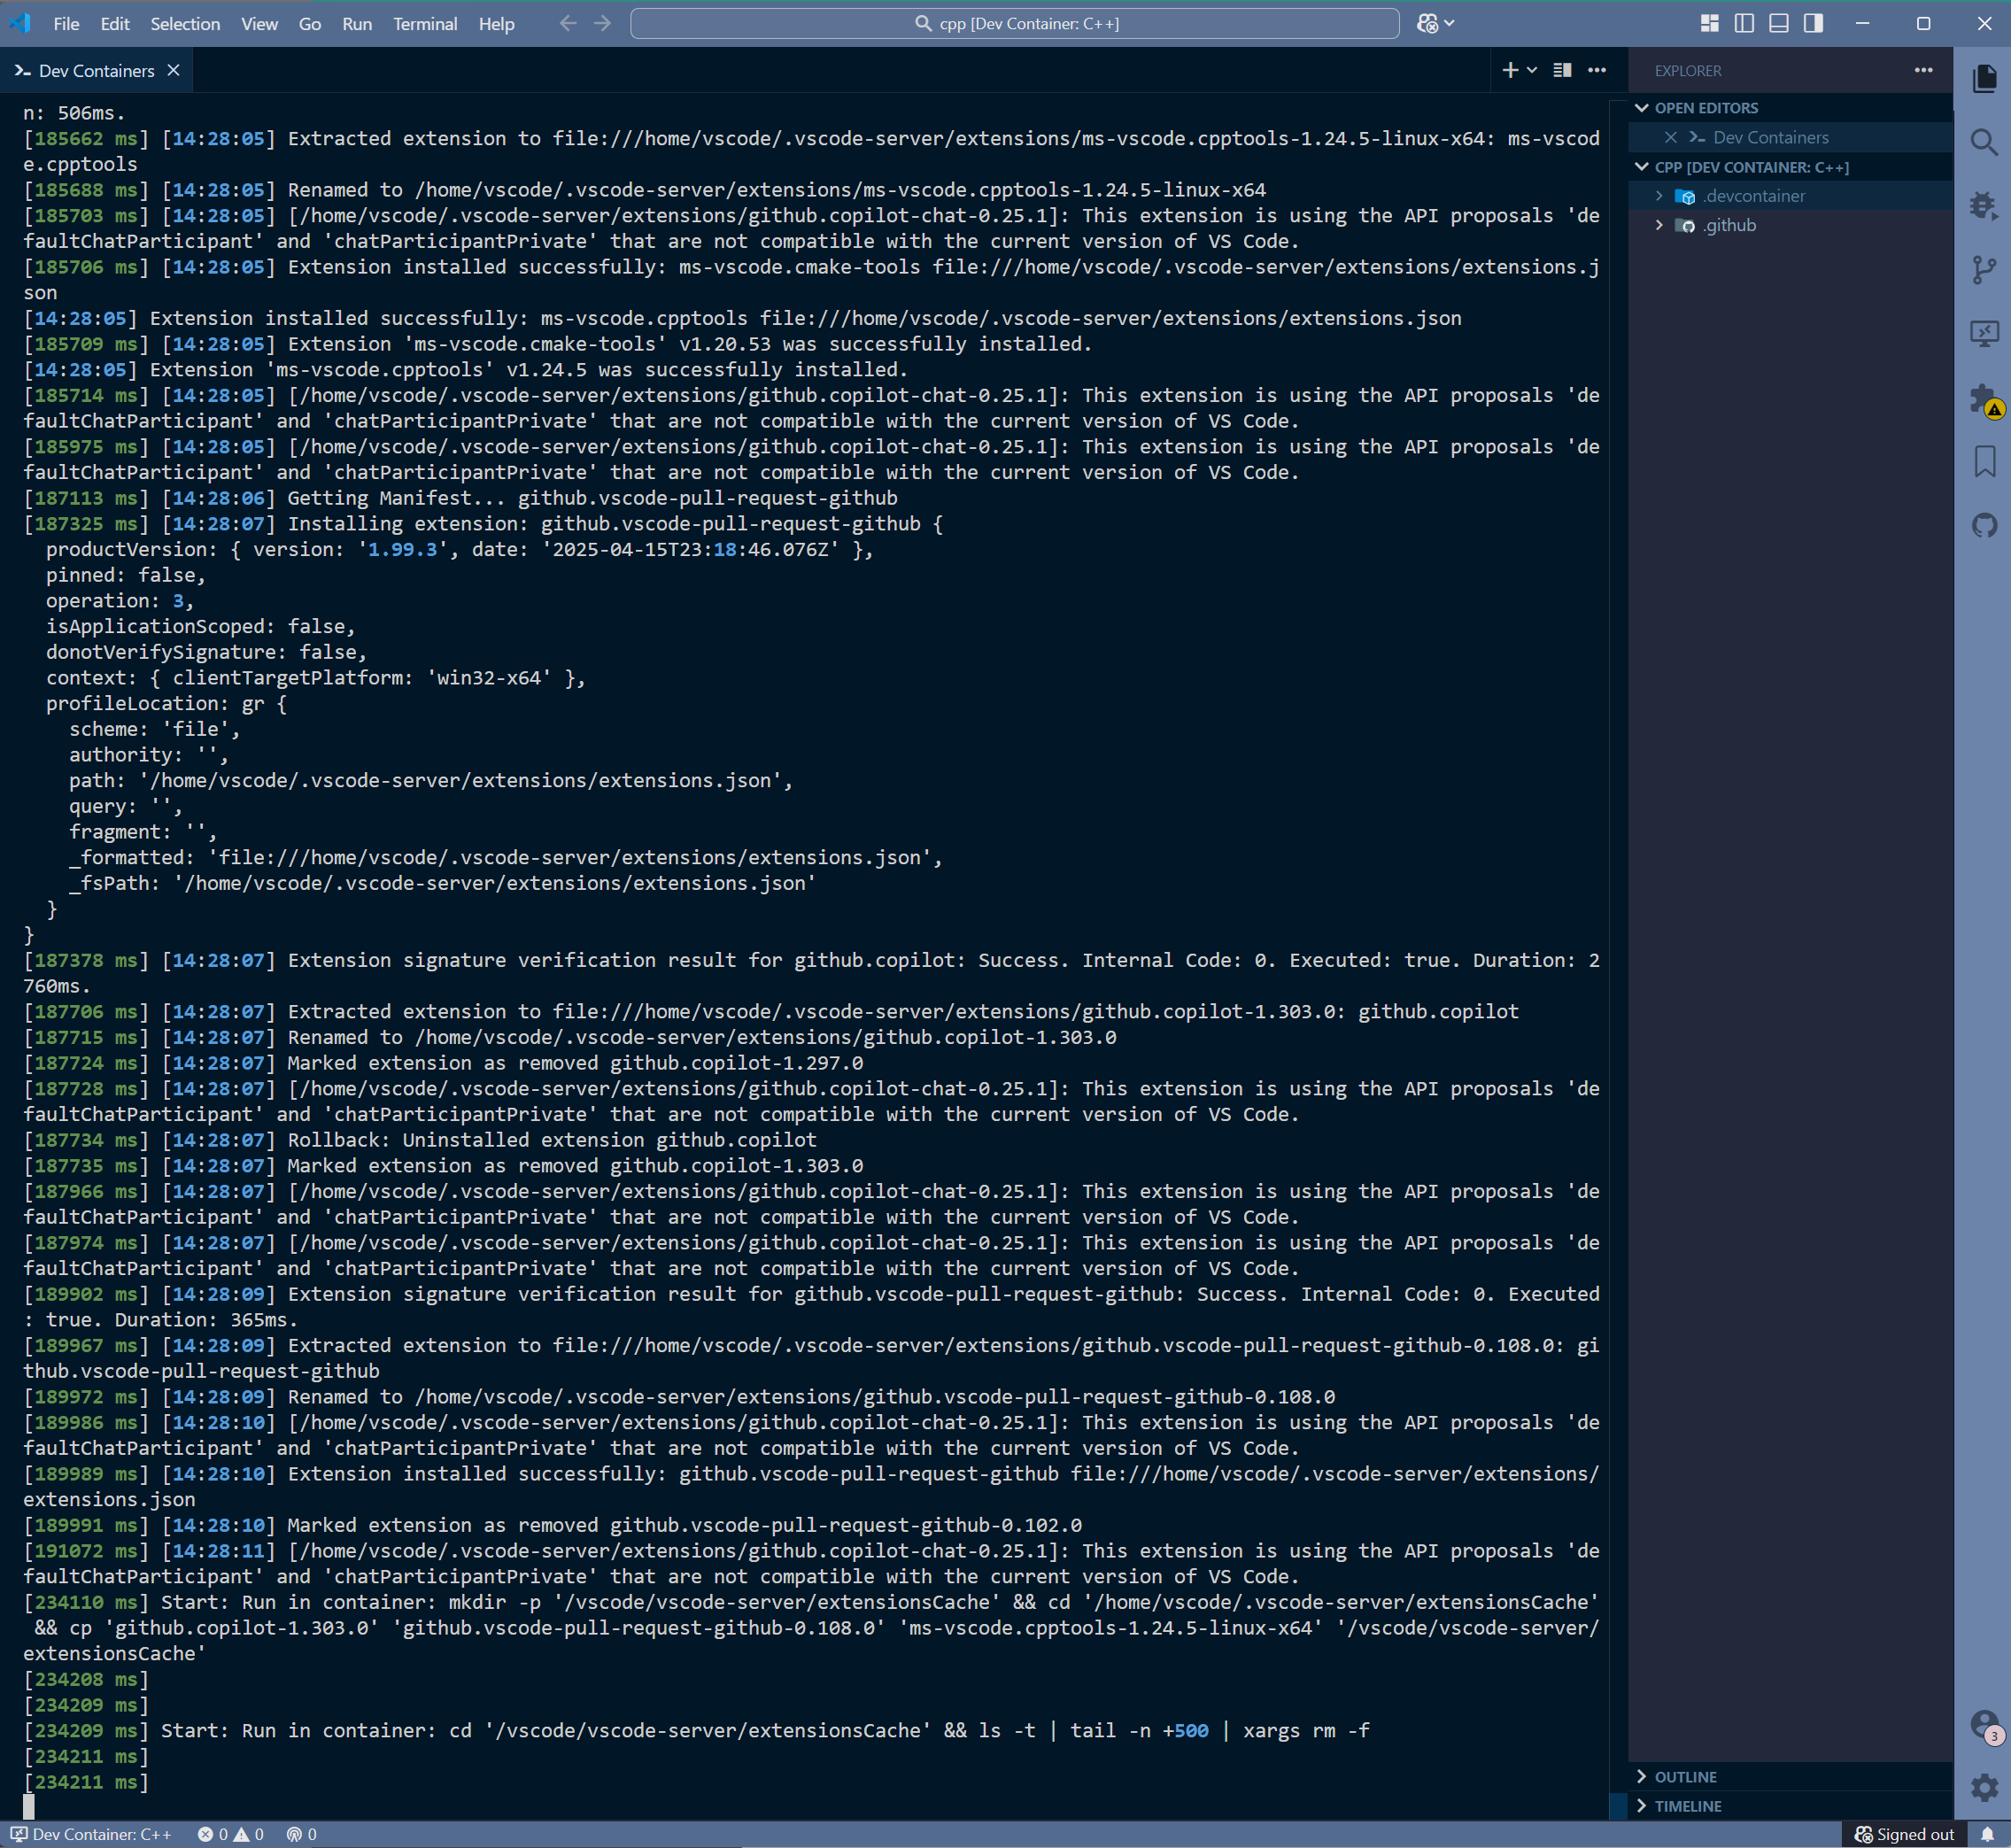 File Edit Selection View Go Run Terminal Help cpp [Dev Container: C++]
Dev Containers
n: 506ms.
[185662 ms] [14:28:05] Extracted extension to file:///home/vscode/.vscode-server/extensions/ms-vscode.cpptools-1.24.5-linux-x64: ms-vscod
e.cpptools
[185688 ms] [14:28:05] Renamed to /home/vscode/.vscode-server/extensions/ms-vscode.cpptools-1.24.5-linux-x64
[185703 ms] [14:28:05] [/home/vscode/.vscode-server/extensions/github.copilot-chat-0.25.1]: This extension is using the API proposals 'de
faultChatParticipant' and 'chatParticipantPrivate' that are not compatible with the current version of VS Code.
[185706 ms] [14:28:05] Extension installed successfully: ms-vscode.cmake-tools file:///home/vscode/.vscode-server/extensions/extensions.j
son
[14:28:05] Extension installed successfully: ms-vscode.cpptools file:///home/vscode/.vscode-server/extensions/extensions.json
[185709 ms] [14:28:05] Extension 'ms-vscode.cmake-tools' v1.20.53 was successfully installed.
[14:28:05] Extension 'ms-vscode.cpptools' v1.24.5 was successfully installed.
[185714 ms] [14:28:05] [/home/vscode/.vscode-server/extensions/github.copilot-chat-0.25.1]: This extension is using the API proposals 'de
faultChatParticipant' and 'chatParticipantPrivate' that are not compatible with the current version of VS Code.
[185975 ms] [14:28:05] [/home/vscode/.vscode-server/extensions/github.copilot-chat-0.25.1]: This extension is using the API proposals 'de
faultChatParticipant' and 'chatParticipantPrivate' that are not compatible with the current version of VS Code.
[187113 ms] [14:28:06] Getting Manifest... github.vscode-pull-request-github
[187325 ms] [14:28:07] Installing extension: github.vscode-pull-request-github {
  productVersion: { version: '1.99.3', date: '2025-04-15T23:18:46.076Z' },
  pinned: false,
  operation: 3,
  isApplicationScoped: false,
  donotVerifySignature: false,
  context: { clientTargetPlatform: 'win32-x64' },
  profileLocation: gr {
    scheme: 'file',
    authority: '',
    path: '/home/vscode/.vscode-server/extensions/extensions.json',
    query: '',
    fragment: '',
    _formatted: 'file:///home/vscode/.vscode-server/extensions/extensions.json',
    _fsPath: '/home/vscode/.vscode-server/extensions/extensions.json'
  }
}
[187378 ms] [14:28:07] Extension signature verification result for github.copilot: Success. Internal Code: 0. Executed: true. Duration: 2
760ms.
[187706 ms] [14:28:07] Extracted extension to file:///home/vscode/.vscode-server/extensions/github.copilot-1.303.0: github.copilot
[187715 ms] [14:28:07] Renamed to /home/vscode/.vscode-server/extensions/github.copilot-1.303.0
[187724 ms] [14:28:07] Marked extension as removed github.copilot-1.297.0
[187728 ms] [14:28:07] [/home/vscode/.vscode-server/extensions/github.copilot-chat-0.25.1]: This extension is using the API proposals 'de
faultChatParticipant' and 'chatParticipantPrivate' that are not compatible with the current version of VS Code.
[187734 ms] [14:28:07] Rollback: Uninstalled extension github.copilot
[187735 ms] [14:28:07] Marked extension as removed github.copilot-1.303.0
[187966 ms] [14:28:07] [/home/vscode/.vscode-server/extensions/github.copilot-chat-0.25.1]: This extension is using the API proposals 'de
faultChatParticipant' and 'chatParticipantPrivate' that are not compatible with the current version of VS Code.
[187974 ms] [14:28:07] [/home/vscode/.vscode-server/extensions/github.copilot-chat-0.25.1]: This extension is using the API proposals 'de
faultChatParticipant' and 'chatParticipantPrivate' that are not compatible with the current version of VS Code.
[189902 ms] [14:28:09] Extension signature verification result for github.vscode-pull-request-github: Success. Internal Code: 0. Executed
: true. Duration: 365ms.
[189967 ms] [14:28:09] Extracted extension to file:///home/vscode/.vscode-server/extensions/github.vscode-pull-request-github-0.108.0: gi
thub.vscode-pull-request-github
[189972 ms] [14:28:09] Renamed to /home/vscode/.vscode-server/extensions/github.vscode-pull-request-github-0.108.0
[189986 ms] [14:28:10] [/home/vscode/.vscode-server/extensions/github.copilot-chat-0.25.1]: This extension is using the API proposals 'de
faultChatParticipant' and 'chatParticipantPrivate' that are not compatible with the current version of VS Code.
[189989 ms] [14:28:10] Extension installed successfully: github.vscode-pull-request-github file:///home/vscode/.vscode-server/extensions/
extensions.json
[189991 ms] [14:28:10] Marked extension as removed github.vscode-pull-request-github-0.102.0
[191072 ms] [14:28:11] [/home/vscode/.vscode-server/extensions/github.copilot-chat-0.25.1]: This extension is using the API proposals 'de
faultChatParticipant' and 'chatParticipantPrivate' that are not compatible with the current version of VS Code.
[234110 ms] Start: Run in container: mkdir -p '/vscode/vscode-server/extensionsCache' && cd '/home/vscode/.vscode-server/extensionsCache'
 && cp 'github.copilot-1.303.0' 'github.vscode-pull-request-github-0.108.0' 'ms-vscode.cpptools-1.24.5-linux-x64' '/vscode/vscode-server/
extensionsCache'
[234208 ms]
[234209 ms]
[234209 ms] Start: Run in container: cd '/vscode/vscode-server/extensionsCache' && ls -t | tail -n +500 | xargs rm -f
[234211 ms]
[234211 ms]
EXPLORER
OPEN EDITORS
Dev Containers
CPP [DEV CONTAINER: C++]
.devcontainer
.github
OUTLINE
TIMELINE
3
Dev Container: C++ 0 0 0 Signed out